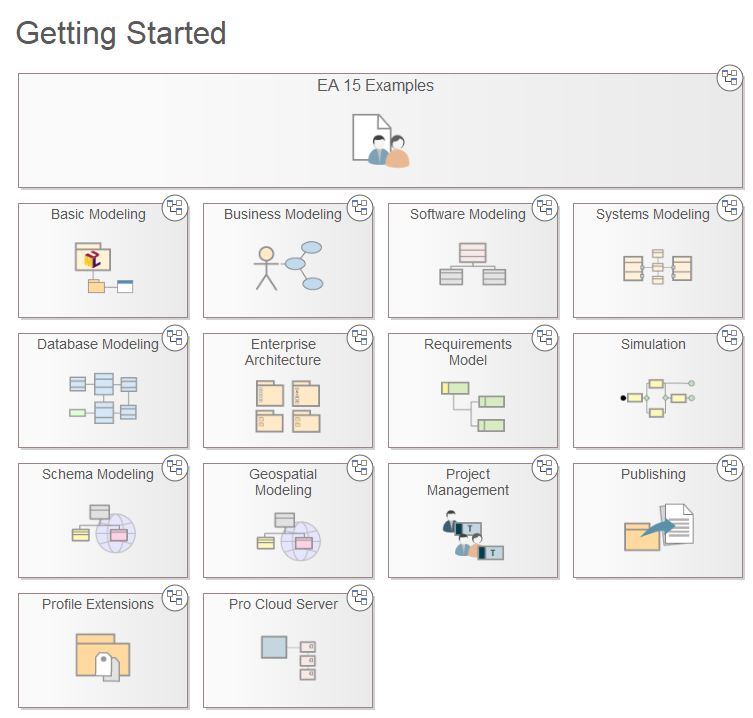 Getting Started
EA 15 Examples
Basic Modeling
Business Modeling
Software Modeling
Systems Modeling
Database Modeling
Enterprise
Architecture
Requirements
Model
Simulation
Schema Modeling
Geospatial
Modeling
Project
Management
T
T
Publishing
Profile Extensions
Pro Cloud Server